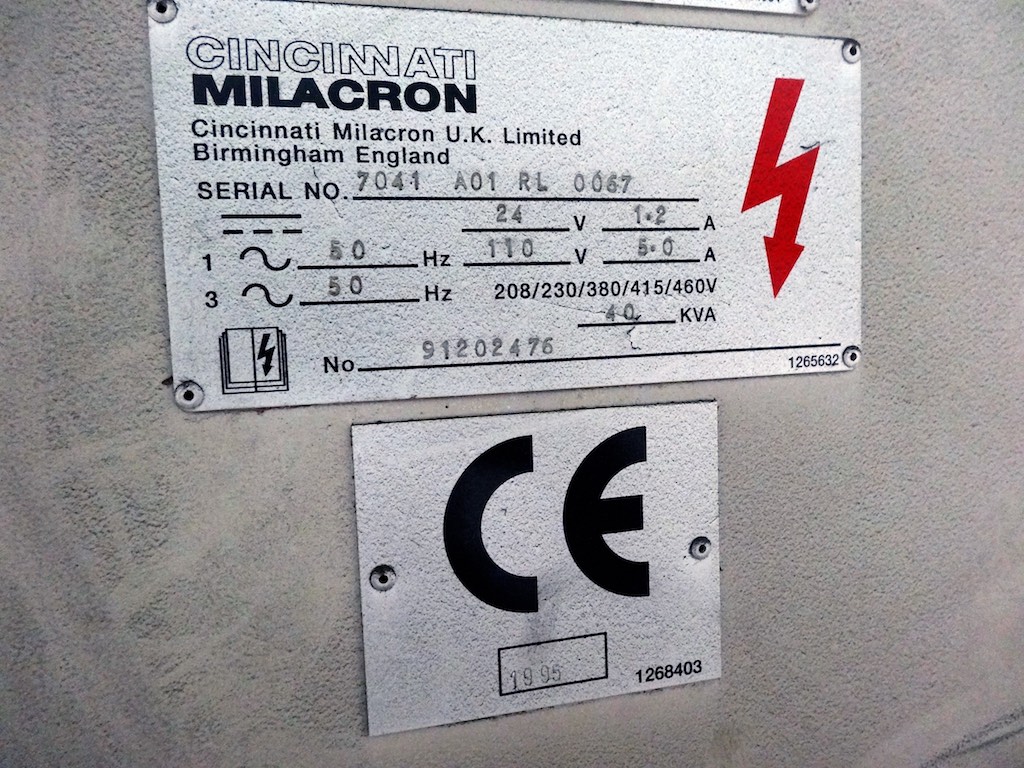 CINCINNATI
MILACRON
Cincinnati Milacron U.K. Limited
Birmingham England
SERIAL NO. 7041 A01 RL 0067
24 V 1.2 A
1 50 Hz 110 V 5.0 A
3 50 Hz 208/230/380/415/460V
40 KVA
No 91202476
1265632
CE
1995
1268403